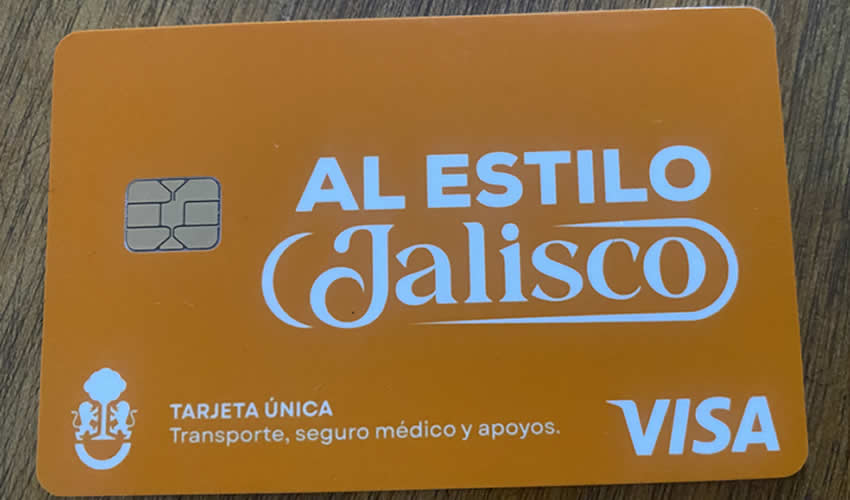 AL ESTILO
Jalisco
TARJETA ÚNICA
Transporte, seguro médico y apoyos.
VISA